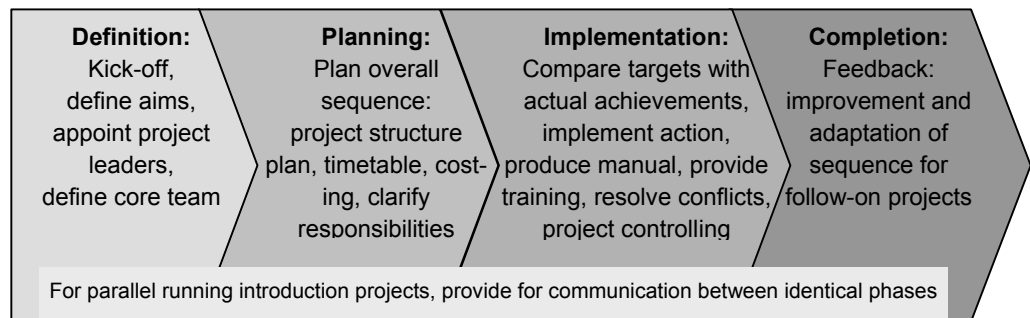 Definition:
Kick-off,
define aims,
appoint project
leaders,
define core team
Planning:
Plan overall
sequence:
project structure
plan, timetable, cost-
ing, clarify
responsibilities
Implementation:
Compare targets with
actual achievements,
implement action,
produce manual, provide
training, resolve conflicts,
project controlling
Completion:
Feedback:
improvement and
adaptation of
sequence for
follow-on projects
For parallel running introduction projects, provide for communication between identical phases